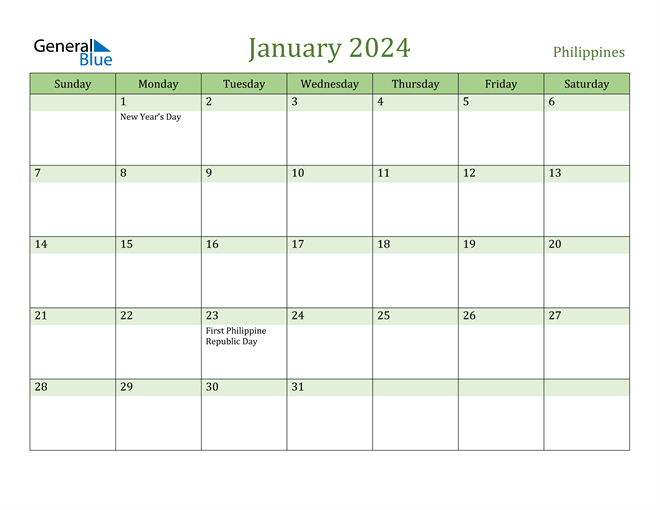 General
Blue
January 2024
Philippines
Sunday Monday Tuesday Wednesday Thursday Friday Saturday
1 2 3 4 5 6
New Year's Day
7 8 9 10 11 12 13
14 15 16 17 18 19 20
21 22 23 24 25 26 27
First Philippine
Republic Day
28 29 30 31